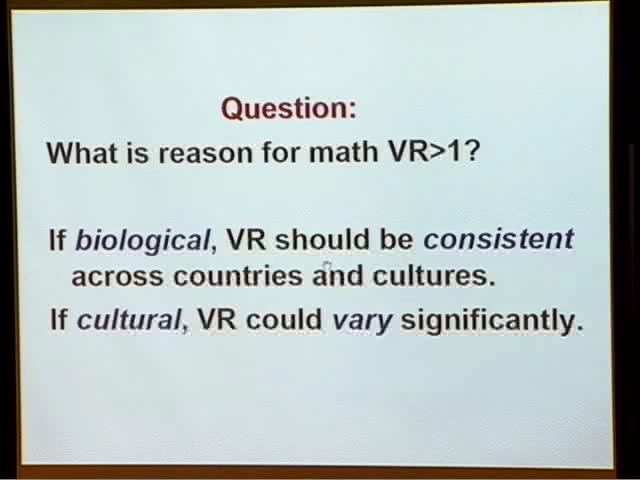 Question:
What is reason for math VR>1?
If biological, VR should be consistent
across countries and cultures.
If cultural, VR could vary significantly.